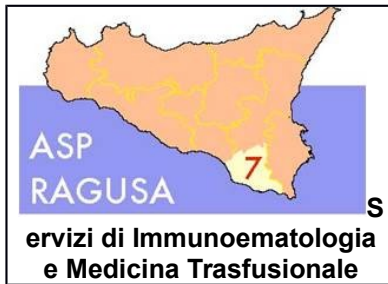 ASP
RAGUSA
7
S
ervizi di Immunoematologia
e Medicina Trasfusionale